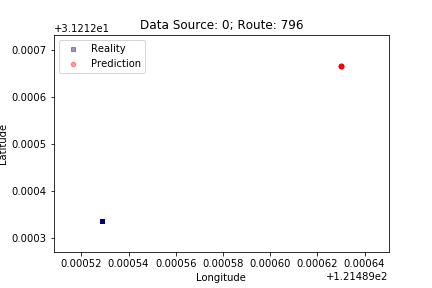 Data Source: 0; Route: 796
+3.1212e1
Reality
Prediction
0.0007
0.0006
0.0005
0.0004
0.0003
Latitude
0.00052 0.00054 0.00056 0.00058 0.00060 0.00062 0.00064
Longitude
+1.21489e2